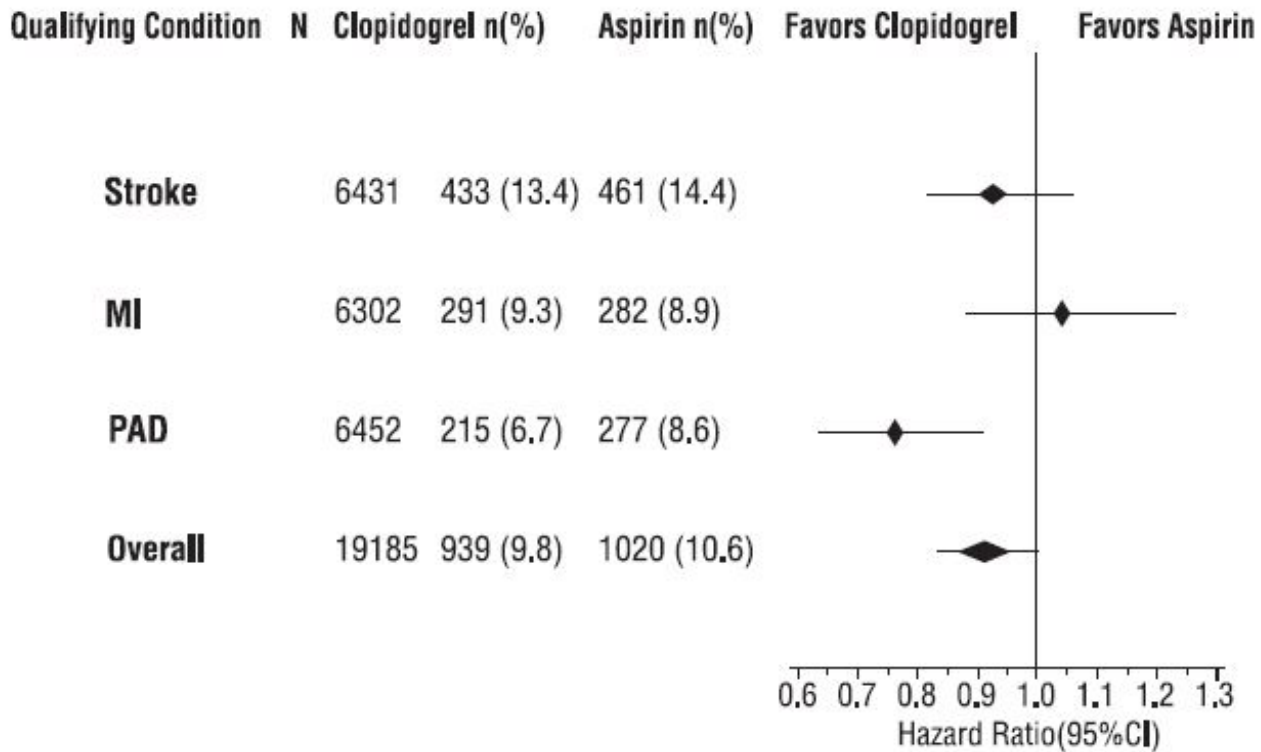 Qualifying Condition N Clopidogrel n(%) Aspirin n(%) Favors Clopidogrel Favors Aspirin
Stroke 6431 433 (13.4) 461 (14.4)
MI 6302 291 (9.3) 282 (8.9)
PAD 6452 215 (6.7) 277 (8.6)
Overall 19185 939 (9.8) 1020 (10.6)
0.6 0.7 0.8 0.9 1.0 1.1 1.2 1.3
Hazard Ratio(95%CI)